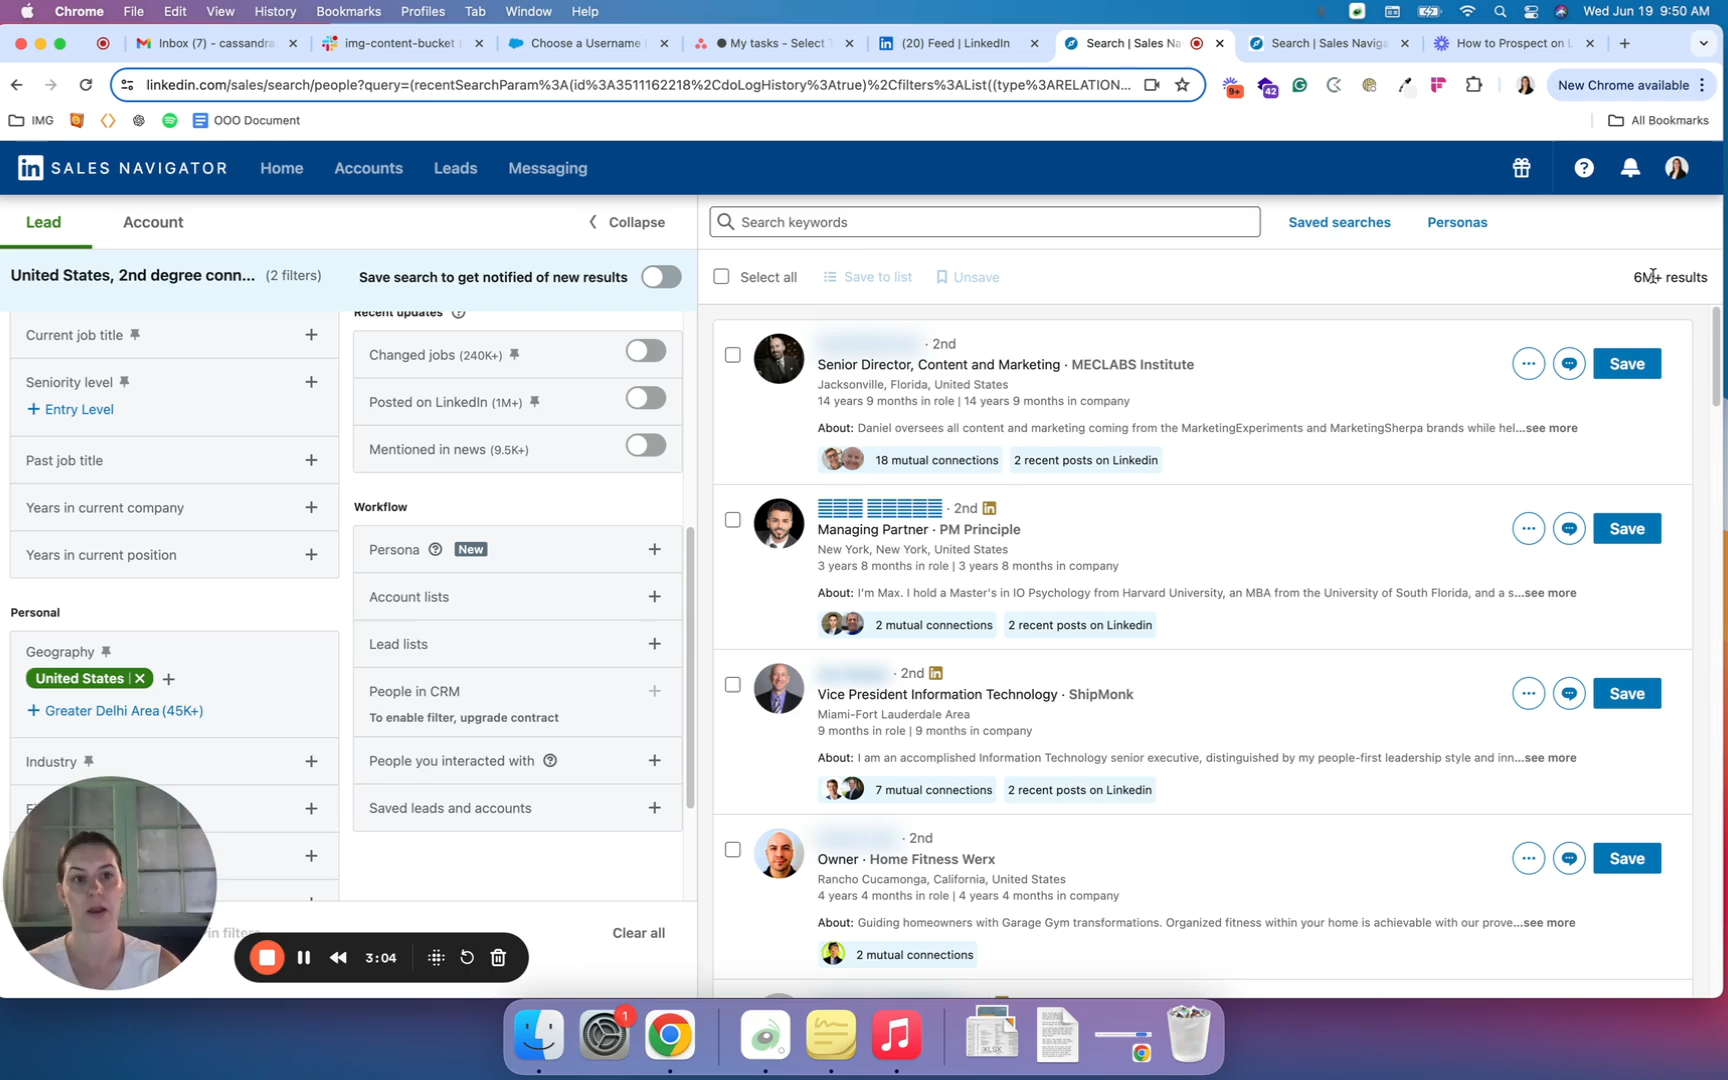 Chrome File Edit View History Bookmarks Profiles Tab Window Help
Wed Jun 19 9:50 AM
Inbox (7) - cassandra
img-content-bucket
Choose a Username
My tasks - Select T
(20) Feed | LinkedIn
Search | Sales Na
Search | Sales Naviga
How to Prospect on L
linkedin.com/sales/search/people?query=(recentSearchParam%3A(id%3A3511162218%2CdoLogHistory%3Atrue)%2Cfilters%3AList((type%3ARELATION...
9+
42
New Chrome available
IMG
OOO Document
All Bookmarks
in SALES NAVIGATOR
Home
Accounts
Leads
Messaging
Lead
Account
Collapse
Search keywords
Saved searches
Personas
United States, 2nd degree conn... (2 filters)
Save search to get notified of new results
Select all
Save to list
Unsave
6M+ results
Current job title
Seniority level
+ Entry Level
Past job title
Years in current company
Years in current position
Personal
Geography
United States
+ Greater Delhi Area (45K+)
Industry
Recent updates
Changed jobs (240K+)
Posted on LinkedIn (1M+)
Mentioned in news (9.5K+)
Workflow
Persona New
Account lists
Lead lists
People in CRM
To enable filter, upgrade contract
People you interacted with
Saved leads and accounts
in filters
Clear all
3:04
· 2nd
Senior Director, Content and Marketing · MECLABS Institute
Jacksonville, Florida, United States
14 years 9 months in role | 14 years 9 months in company
About: Daniel oversees all content and marketing coming from the MarketingExperiments and MarketingSherpa brands while hel...see more
18 mutual connections
2 recent posts on Linkedin
Save
· 2nd
Managing Partner · PM Principle
New York, New York, United States
3 years 8 months in role | 3 years 8 months in company
About: I'm Max. I hold a Master's in IO Psychology from Harvard University, an MBA from the University of South Florida, and a s...see more
2 mutual connections
2 recent posts on Linkedin
Save
· 2nd
Vice President Information Technology · ShipMonk
Miami-Fort Lauderdale Area
9 months in role | 9 months in company
About: I am an accomplished Information Technology senior executive, distinguished by my people-first leadership style and inn...see more
7 mutual connections
2 recent posts on Linkedin
Save
· 2nd
Owner · Home Fitness Werx
Rancho Cucamonga, California, United States
4 years 4 months in role | 4 years 4 months in company
About: Guiding homeowners with Garage Gym transformations. Organized fitness within your home is achievable with our prove...see more
2 mutual connections
Save
1
XLSX